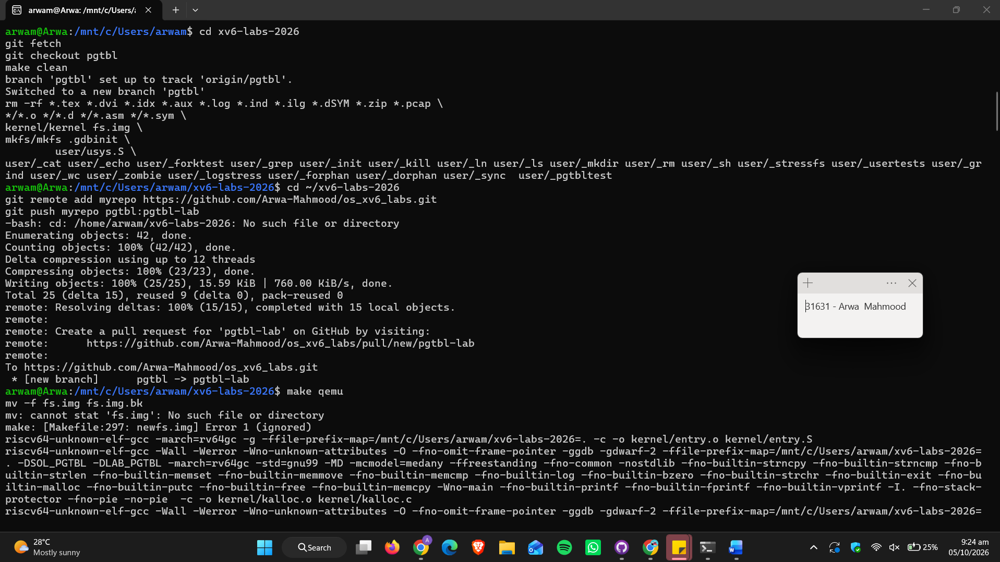 arwam@Arwa: /mnt/c/Users/a
arwam@Arwa:/mnt/c/Users/arwam$ cd xv6-labs-2026
git fetch
git checkout pgtbl
make clean
branch 'pgtbl' set up to track 'origin/pgtbl'.
Switched to a new branch 'pgtbl'
rm -rf *.tex *.dvi *.idx *.aux *.log *.ind *.ilg *.dSYM *.zip *.pcap \
*/*.o */*.d */*.asm */*.sym \
kernel/kernel fs.img \
mkfs/mkfs .gdbinit \
        user/usys.S \
user/_cat user/_echo user/_forktest user/_grep user/_init user/_kill user/_ln user/_ls user/_mkdir user/_rm user/_sh user/_stressfs user/_usertests user/_gr
ind user/_wc user/_zombie user/_logstress user/_forphan user/_dorphan user/_sync  user/_pgtbltest
arwam@Arwa:/mnt/c/Users/arwam/xv6-labs-2026$ cd ~/xv6-labs-2026
git remote add myrepo https://github.com/Arwa-Mahmood/os_xv6_labs.git
git push myrepo pgtbl:pgtbl-lab
-bash: cd: /home/arwam/xv6-labs-2026: No such file or directory
Enumerating objects: 42, done.
Counting objects: 100% (42/42), done.
Delta compression using up to 12 threads
Compressing objects: 100% (23/23), done.
Writing objects: 100% (25/25), 15.59 KiB | 760.00 KiB/s, done.
Total 25 (delta 15), reused 9 (delta 0), pack-reused 0
remote: Resolving deltas: 100% (15/15), completed with 15 local objects.
remote:
remote: Create a pull request for 'pgtbl-lab' on GitHub by visiting:
remote:      https://github.com/Arwa-Mahmood/os_xv6_labs/pull/new/pgtbl-lab
remote:
To https://github.com/Arwa-Mahmood/os_xv6_labs.git
 * [new branch]      pgtbl -> pgtbl-lab
arwam@Arwa:/mnt/c/Users/arwam/xv6-labs-2026$ make qemu
mv -f fs.img fs.img.bk
mv: cannot stat 'fs.img': No such file or directory
make: [Makefile:297: newfs.img] Error 1 (ignored)
riscv64-unknown-elf-gcc -march=rv64gc -g -ffile-prefix-map=/mnt/c/Users/arwam/xv6-labs-2026=. -c -o kernel/entry.o kernel/entry.S
riscv64-unknown-elf-gcc -Wall -Werror -Wno-unknown-attributes -O -fno-omit-frame-pointer -ggdb -gdwarf-2 -ffile-prefix-map=/mnt/c/Users/arwam/xv6-labs-2026=
. -DSOL_PGTBL -DLAB_PGTBL -march=rv64gc -std=gnu99 -MD -mcmodel=medany -ffreestanding -fno-common -nostdlib -fno-builtin-strncpy -fno-builtin-strncmp -fno-b
uiltin-strlen -fno-builtin-memset -fno-builtin-memmove -fno-builtin-memcmp -fno-builtin-log -fno-builtin-bzero -fno-builtin-strchr -fno-builtin-exit -fno-bu
iltin-malloc -fno-builtin-putc -fno-builtin-free -fno-builtin-memcpy -Wno-main -fno-builtin-printf -fno-builtin-fprintf -fno-builtin-vprintf -I. -fno-stack-
protector -fno-pie -no-pie  -c -o kernel/kalloc.o kernel/kalloc.c
riscv64-unknown-elf-gcc -Wall -Werror -Wno-unknown-attributes -O -fno-omit-frame-pointer -ggdb -gdwarf-2 -ffile-prefix-map=/mnt/c/Users/arwam/xv6-labs-2026=
31631 - Arwa  Mahmood
28°C
Mostly sunny
Search
25%
9:24 am
05/10/2026